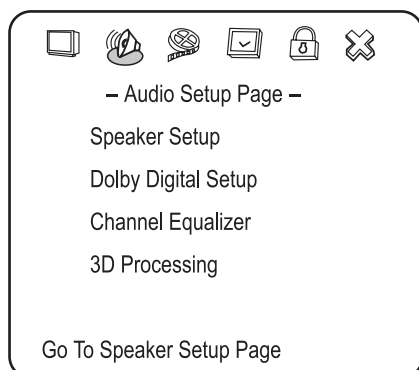 – Audio Setup Page –
Speaker Setup
Dolby Digital Setup
Channel Equalizer
3D Processing
Go To Speaker Setup Page